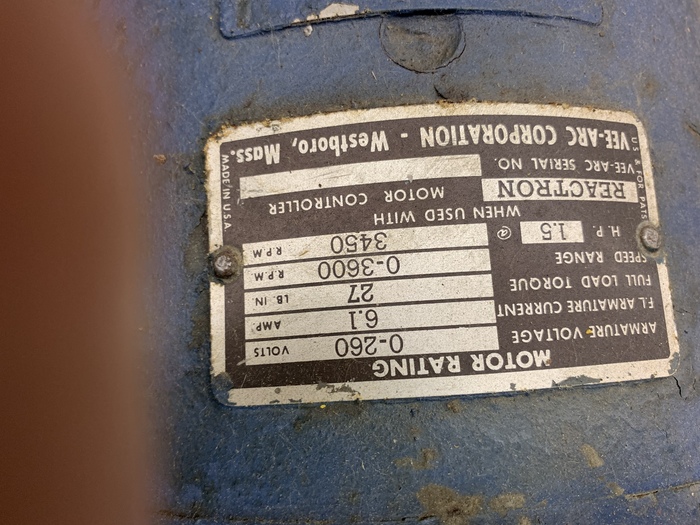 MOTOR RATING
ARMATURE VOLTAGE 0-260 VOLTS
F.L. ARMATURE CURRENT 6.1 AMP.
FULL LOAD TORQUE 27 LB. IN.
SPEED RANGE 0-3600 R.P.M.
H.P. 1.5 @ 3450 R.P.M.
WHEN USED WITH
REACTRON MOTOR CONTROLLER
VEE-ARC SERIAL NO.
VEE-ARC CORPORATION - Westboro, Mass.
U S & FOR PATS
MADE IN U.S.A.